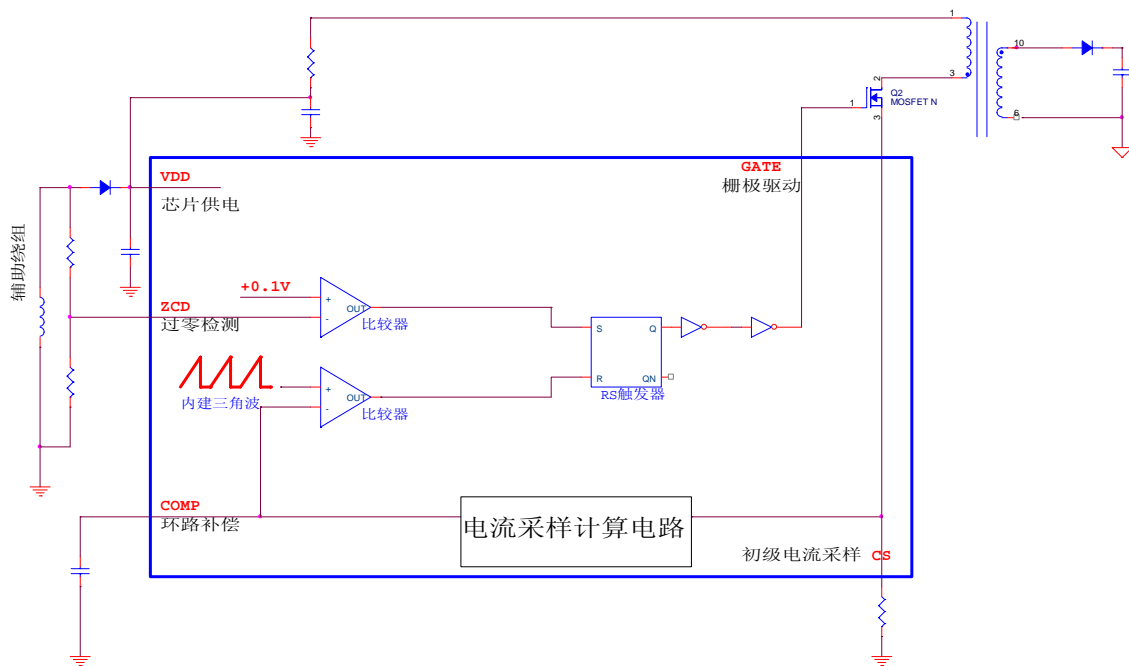 1
10
3
2
Q2
MOSFET N
1
3
6
VDD
芯片供电
GATE
栅极驱动
辅助绕组
+0.1V
+
-
OUT
比较器
ZCD
过零检测
S
Q
R
QN
RS触发器
+
-
OUT
比较器
内建三角波
COMP
环路补偿
电流采样计算电路
初级电流采样 CS